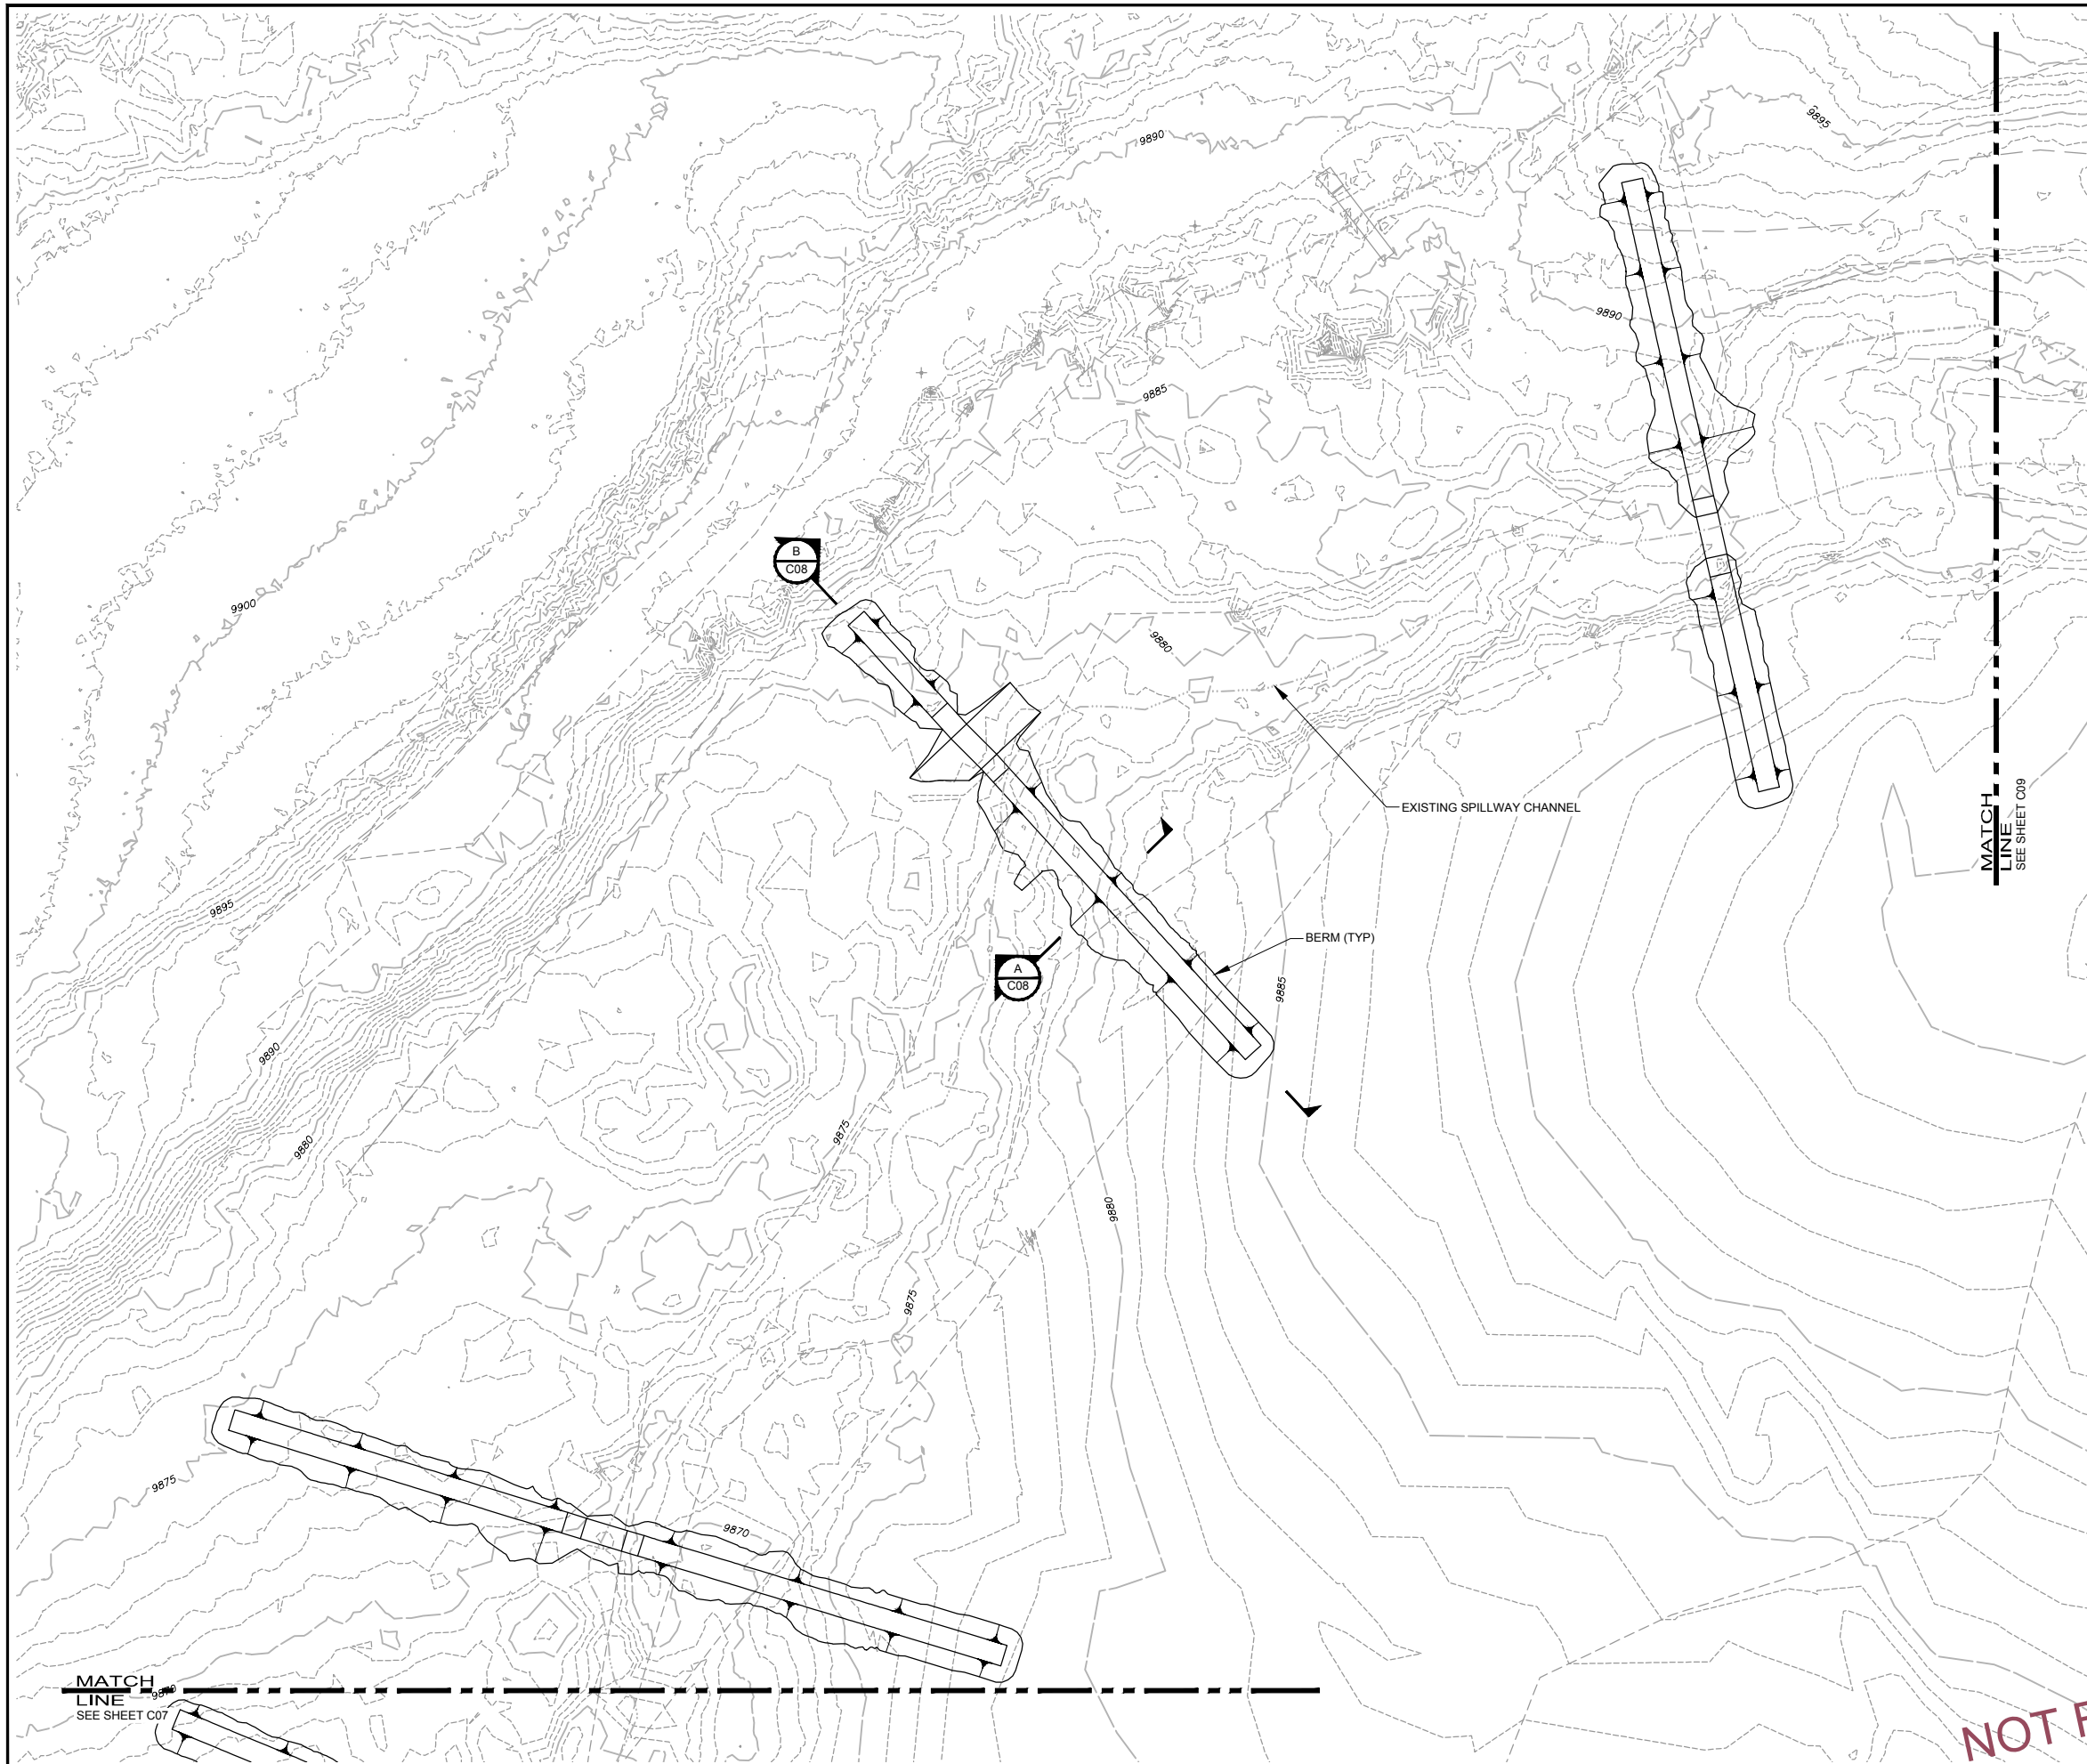 9895
9890
9890
9885
B
C08
9900
9880
EXISTING SPILLWAY CHANNEL
MATCH
LINE
SEE SHEET C09
9895
BERM (TYP)
A
C08
9885
9890
9875
9880
9880
9875
9875
9870
MATCH
LINE
SEE SHEET C07
9870
NOT F